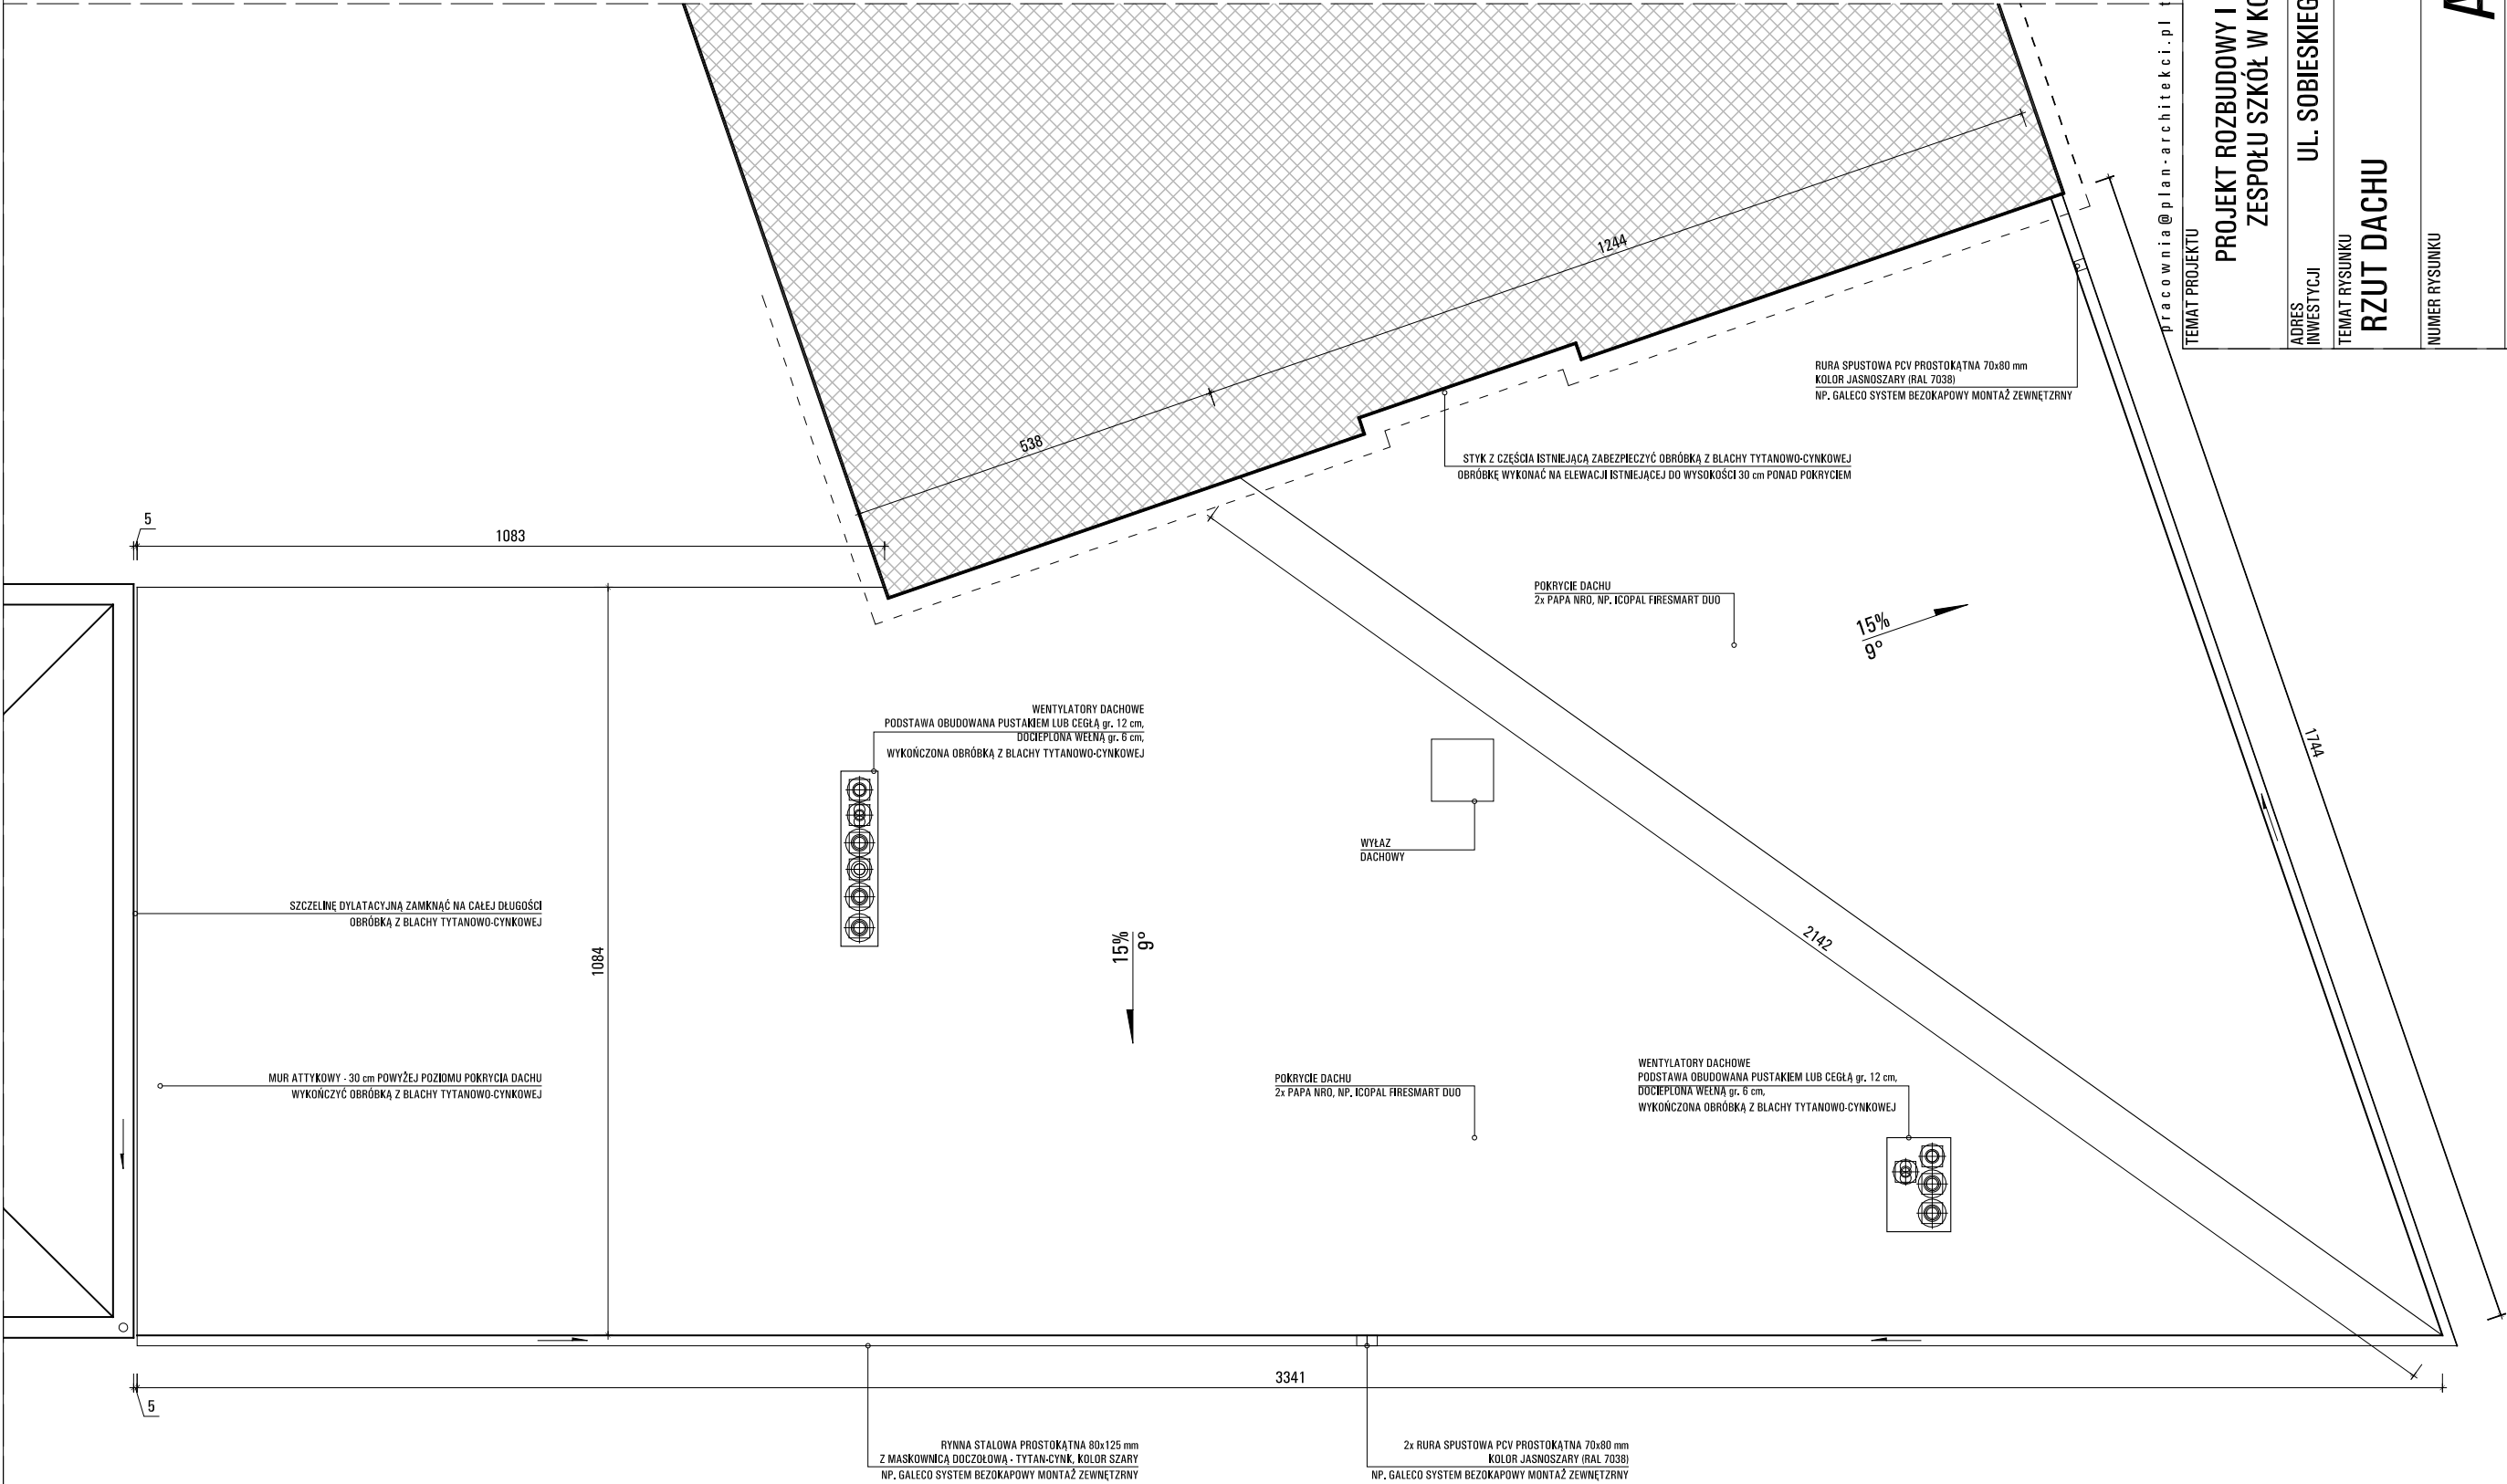 pracownia@plan-architekci.pl
TEMAT PROJEKTU
PROJEKT ROZBUDOWY I
ZESPOŁU SZKÓŁ W KO
ADRES
INWESTYCJI
UL. SOBIESKIEG
TEMAT RYSUNKU
RZUT DACHU
NUMER RYSUNKU
A
1244
538
RURA SPUSTOWA PCV PROSTOKĄTNA 70x80 mm
KOLOR JASNOSZARY (RAL 7038)
NP. GALECO SYSTEM BEZOKAPOWY MONTAŻ ZEWNĘTZRNY
STYK Z CZĘŚCIA ISTNIEJĄCĄ ZABEZPIECZYĆ OBRÓBKĄ Z BLACHY TYTANOWO-CYNKOWEJ
OBRÓBKĘ WYKONAĆ NA ELEWACJI ISTNIEJĄCEJ DO WYSOKOŚCI 30 cm PONAD POKRYCIEM
5
1083
POKRYCIE DACHU
2x PAPA NRO, NP. ICOPAL FIRESMART DUO
15%
9°
WENTYLATORY DACHOWE
PODSTAWA OBUDOWANA PUSTAKIEM LUB CEGŁĄ gr. 12 cm,
DOCIEPLONA WEŁNĄ gr. 6 cm,
WYKOŃCZONA OBRÓBKĄ Z BLACHY TYTANOWO-CYNKOWEJ
1744
WYŁAZ
DACHOWY
SZCZELINĘ DYLATACYJNĄ ZAMKNĄĆ NA CAŁEJ DŁUGOŚCI
OBRÓBKĄ Z BLACHY TYTANOWO-CYNKOWEJ
1084
15%
9°
2142
MUR ATTYKOWY - 30 cm POWYŻEJ POZIOMU POKRYCIA DACHU
WYKOŃCZYĆ OBRÓBKĄ Z BLACHY TYTANOWO-CYNKOWEJ
POKRYCIE DACHU
2x PAPA NRO, NP. ICOPAL FIRESMART DUO
WENTYLATORY DACHOWE
PODSTAWA OBUDOWANA PUSTAKIEM LUB CEGŁĄ gr. 12 cm,
DOCIEPLONA WEŁNĄ gr. 6 cm,
WYKOŃCZONA OBRÓBKĄ Z BLACHY TYTANOWO-CYNKOWEJ
3341
5
RYNNA STALOWA PROSTOKĄTNA 80x125 mm
Z MASKOWNICĄ DOCZOŁOWĄ - TYTAN-CYNK, KOLOR SZARY
NP. GALECO SYSTEM BEZOKAPOWY MONTAŻ ZEWNĘTZRNY
2x RURA SPUSTOWA PCV PROSTOKĄTNA 70x80 mm
KOLOR JASNOSZARY (RAL 7038)
NP. GALECO SYSTEM BEZOKAPOWY MONTAŻ ZEWNĘTZRNY